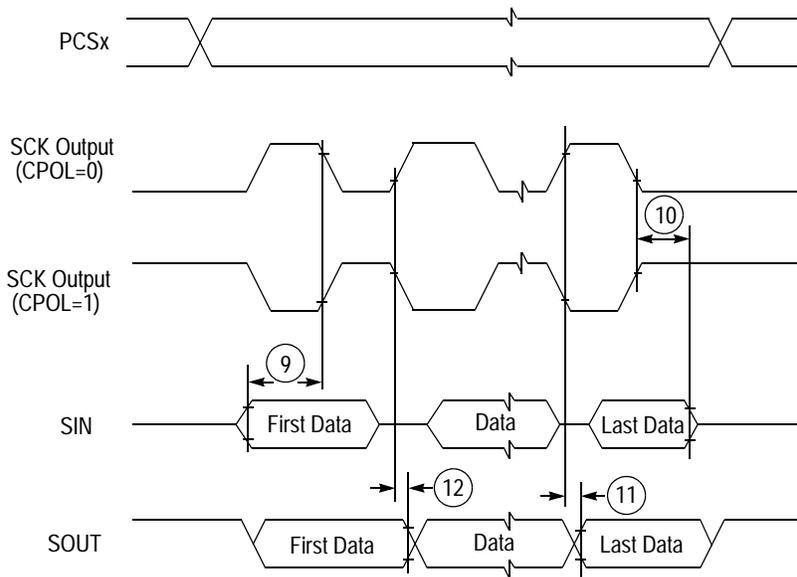 PCSx
SCK Output
(CPOL=0)
10
SCK Output
(CPOL=1)
9
SIN
First Data
Data
Last Data
12
11
SOUT
First Data
Data
Last Data